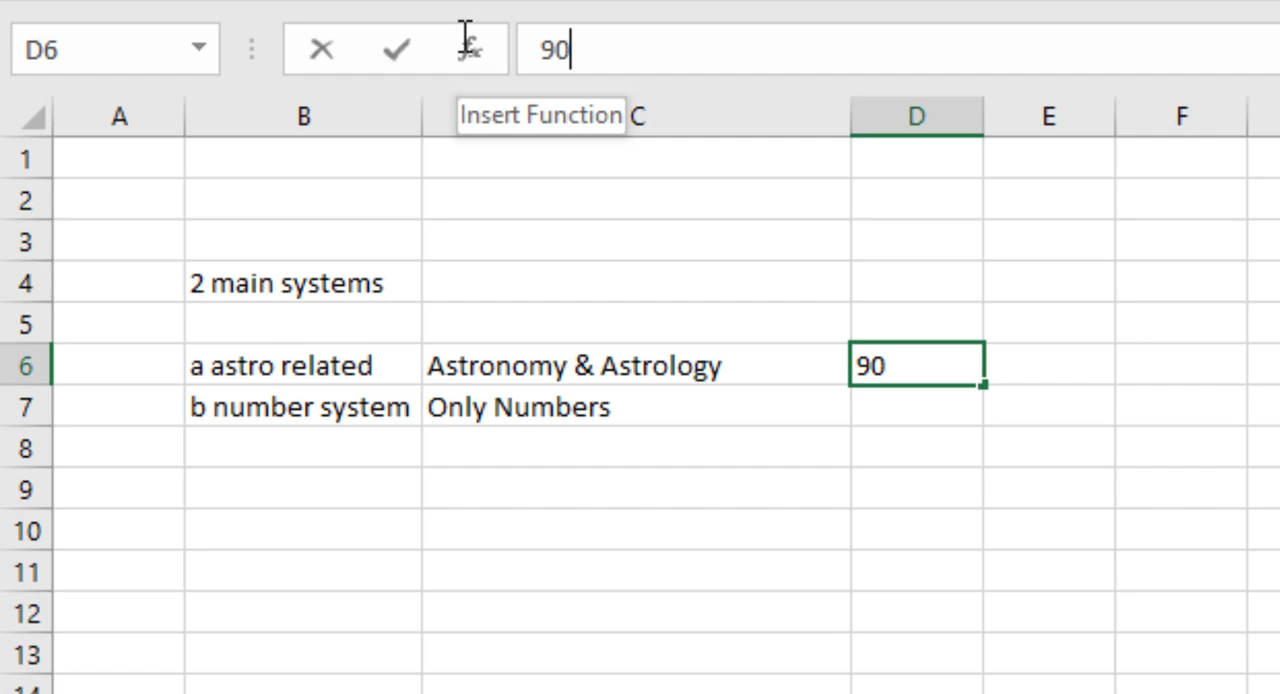 D6 fx 90
Insert Function
A B C D E F
1
2
3
4 2 main systems
5
6 a astro related Astronomy & Astrology 90
7 b number system Only Numbers
8
9
10
11
12
13
14